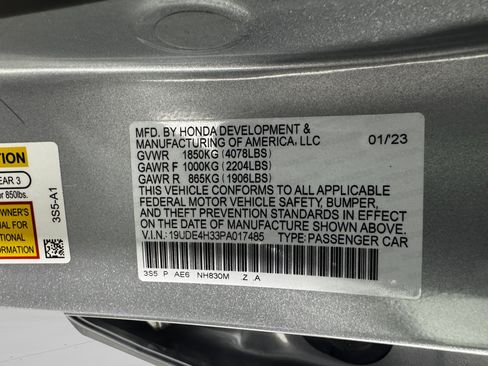 MFD. BY HONDA DEVELOPMENT &
MANUFACTURING OF AMERICA, LLC 01/23
GVWR 1850KG (4078LBS)
GAWR F 1000KG (2204LBS)
GAWR R 865KG (1906LBS)
THIS VEHICLE CONFORMS TO ALL APPLICABLE
FEDERAL MOTOR VEHICLE SAFETY, BUMPER,
AND THEFT PREVENTION STANDARDS IN EFFECT
ON THE DATE OF MANUFACTURE SHOWN ABOVE.
V.I.N.: 19UDE4H33PA017485 TYPE: PASSENGER CAR
3S5 P AE6 NH830M Z .A
TION
EAR 3
r 850lbs.
WNER'S
AL FOR
ATION
3S5-A1